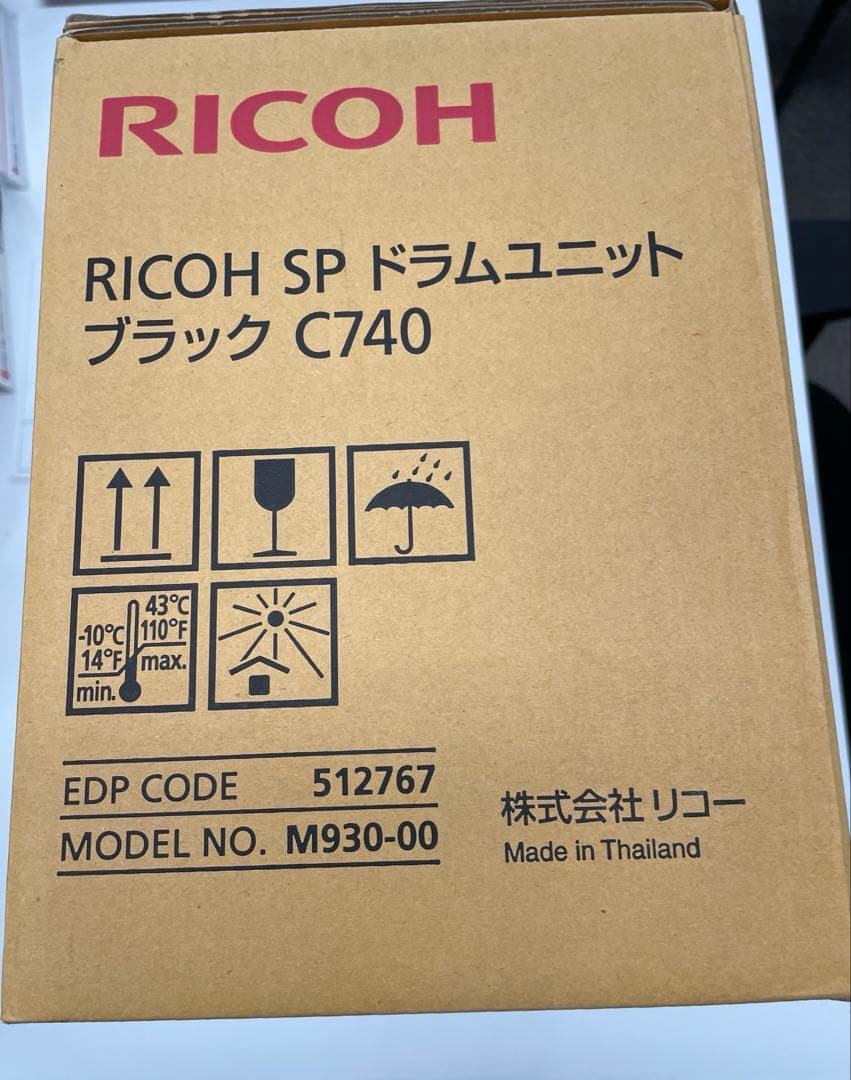 RICOH
RICOH SP ドラムユニット
ブラック C740
43°C
-10°C 110°F
14°F max.
min.
EDP CODE 512767
MODEL NO. M930-00
株式会社 リコー
Made in Thailand